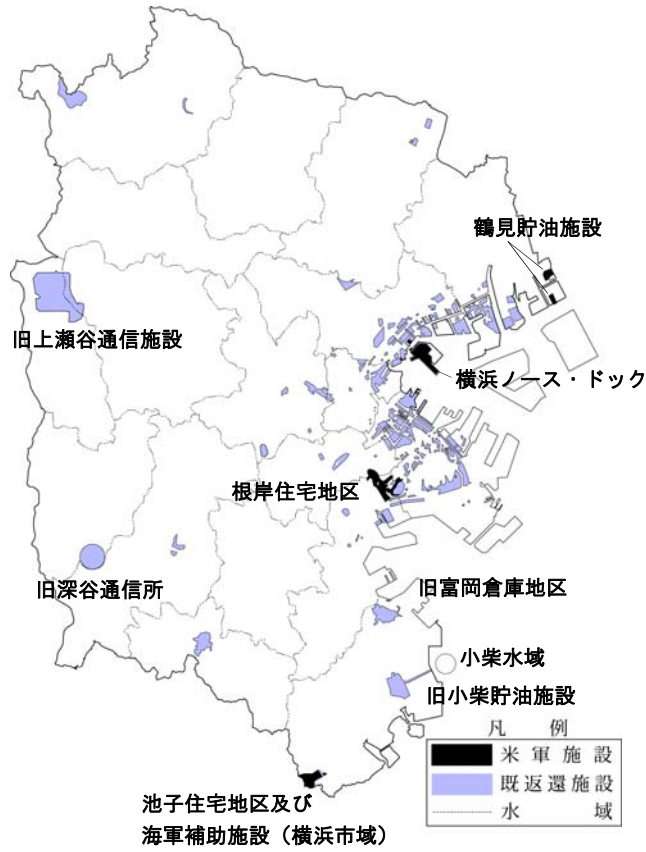 鶴見貯油施設
旧上瀬谷通信施設
横浜ノース・ドック
根岸住宅地区
旧深谷通信所
旧富岡倉庫地区
小柴水域
旧小柴貯油施設
凡例
米軍施設
既返還施設
水域
池子住宅地区及び
海軍補助施設（横浜市域）